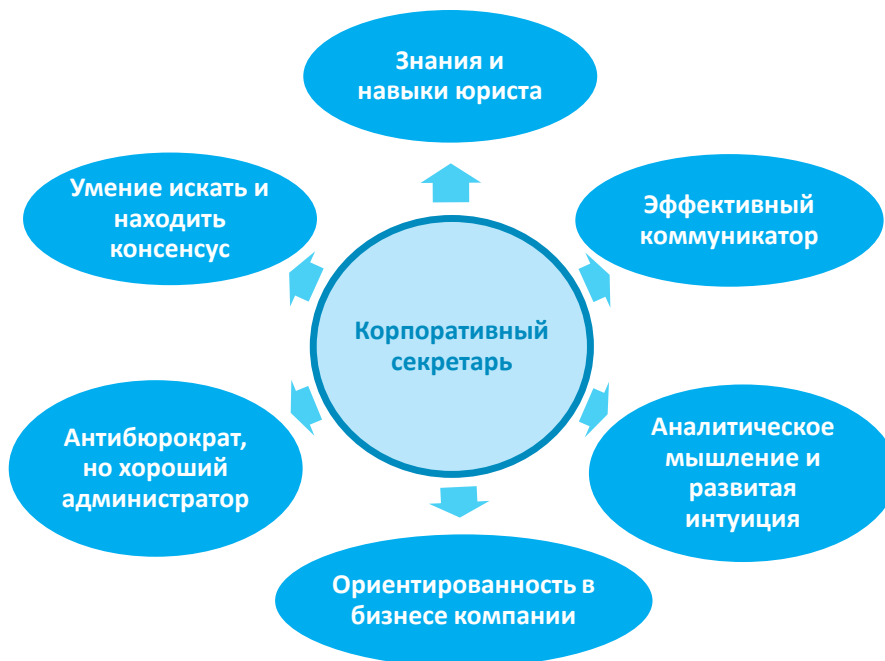 Знания и
навыки юриста
Умение искать и
находить
консенсус
Эффективный
коммуникатор
Корпоративный
секретарь
Антибюрократ,
но хороший
администратор
Аналитическое
мышление и
развитая
интуиция
Ориентированность в
бизнесе компании